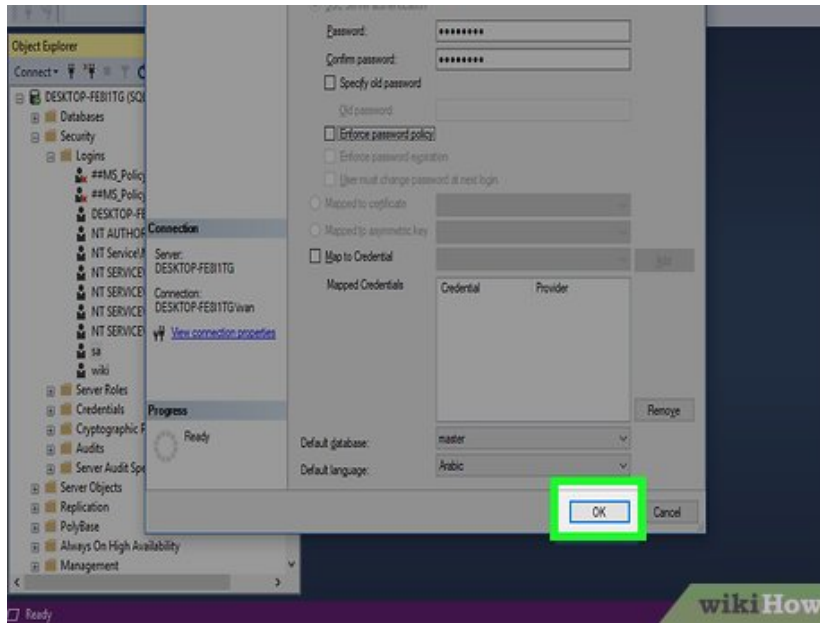 SQL Server authentication
Object Explorer
Connect
DESKTOP-FE8I1TG (SQL
Databases
Security
Logins
##MS_Policy
##MS_Policy
DESKTOP-FE
NT AUTHOR
NT Service\M
NT SERVICE\
NT SERVICE\
NT SERVICE\
NT SERVICE\
sa
wiki
Server Roles
Credentials
Cryptographic P
Audits
Server Audit Spe
Server Objects
Replication
PolyBase
Always On High Availability
Management
Ready
Connection
Server:
DESKTOP-FE8I1TG
Connection:
View connection properties
Progress
Ready
Password:
Confirm password:
Specify old password
Old password
Enforce password policy
Enforce password expiration
User must change password at next login
Mapped to certificate
Mapped to asymmetric key
Map to Credential
Add
Mapped Credentials
Credential Provider
Remove
Default database: master
Default language: Arabic
OK Cancel
wikiHow